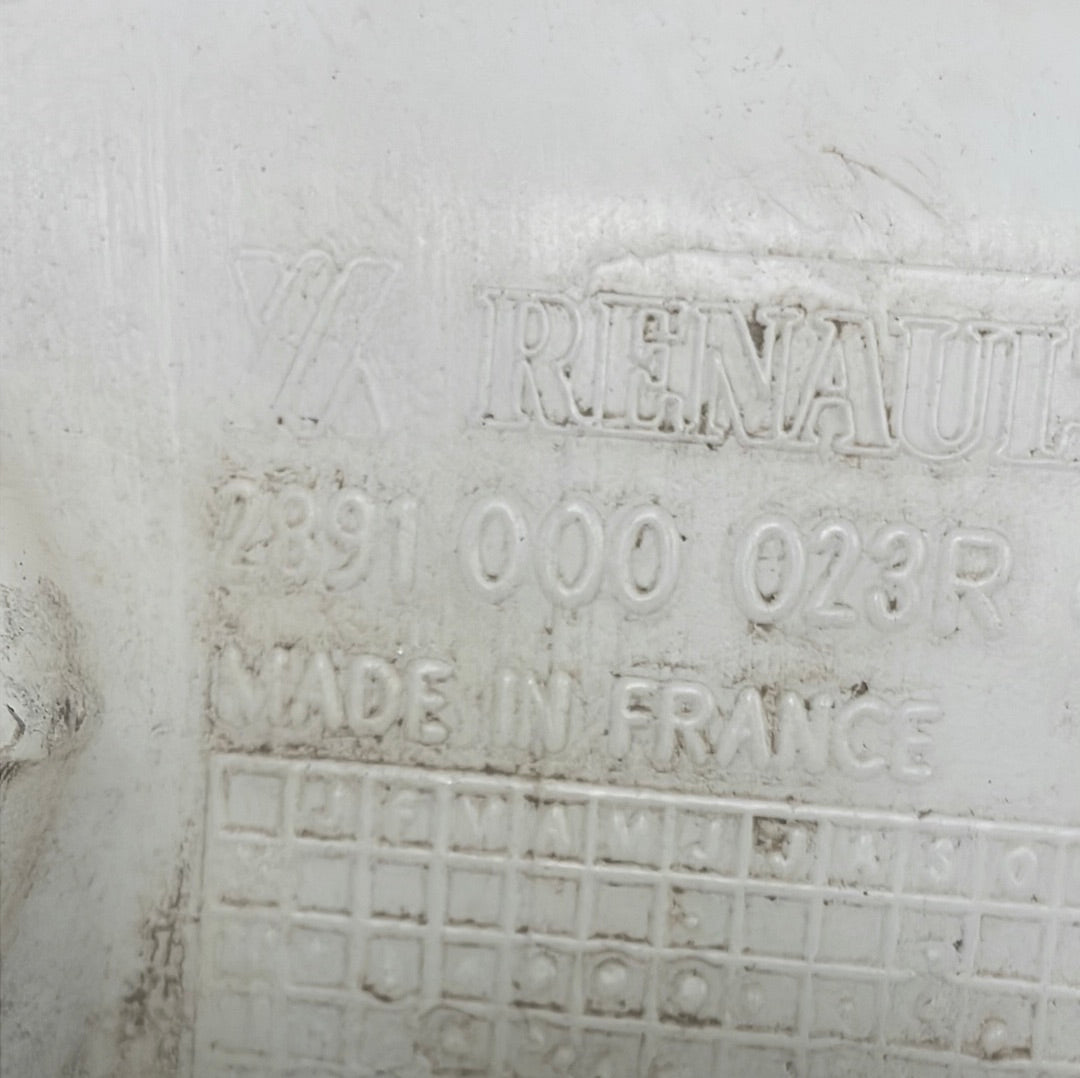 RENAUL
2891 000 023R
MADE IN FRANCE
J F M A M J J A S O